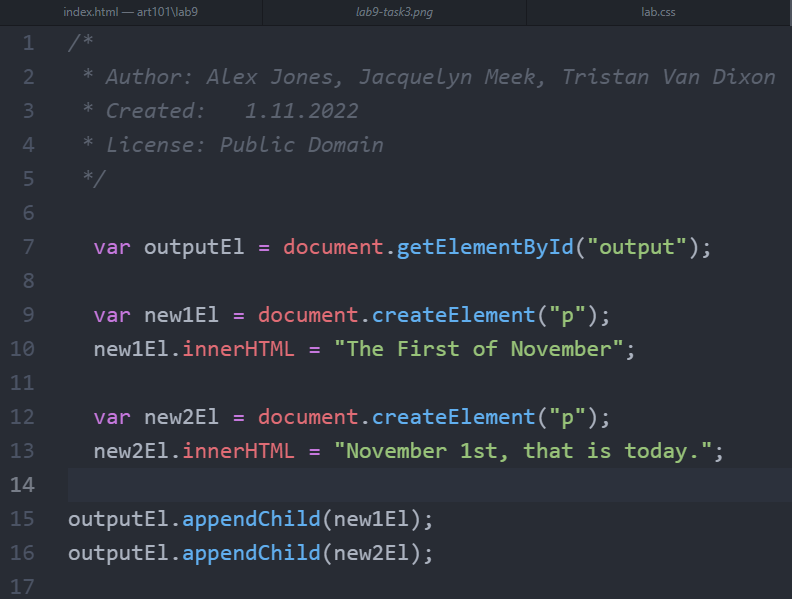 index.html — art101\lab9
lab9-task3.png
lab.css
1 /*
2  * Author: Alex Jones, Jacquelyn Meek, Tristan Van Dixon
3  * Created:   1.11.2022
4  * License: Public Domain
5  */
6
7   var outputEl = document.getElementById("output");
8
9   var new1El = document.createElement("p");
10   new1El.innerHTML = "The First of November";
11
12   var new2El = document.createElement("p");
13   new2El.innerHTML = "November 1st, that is today.";
14
15 outputEl.appendChild(new1El);
16 outputEl.appendChild(new2El);
17